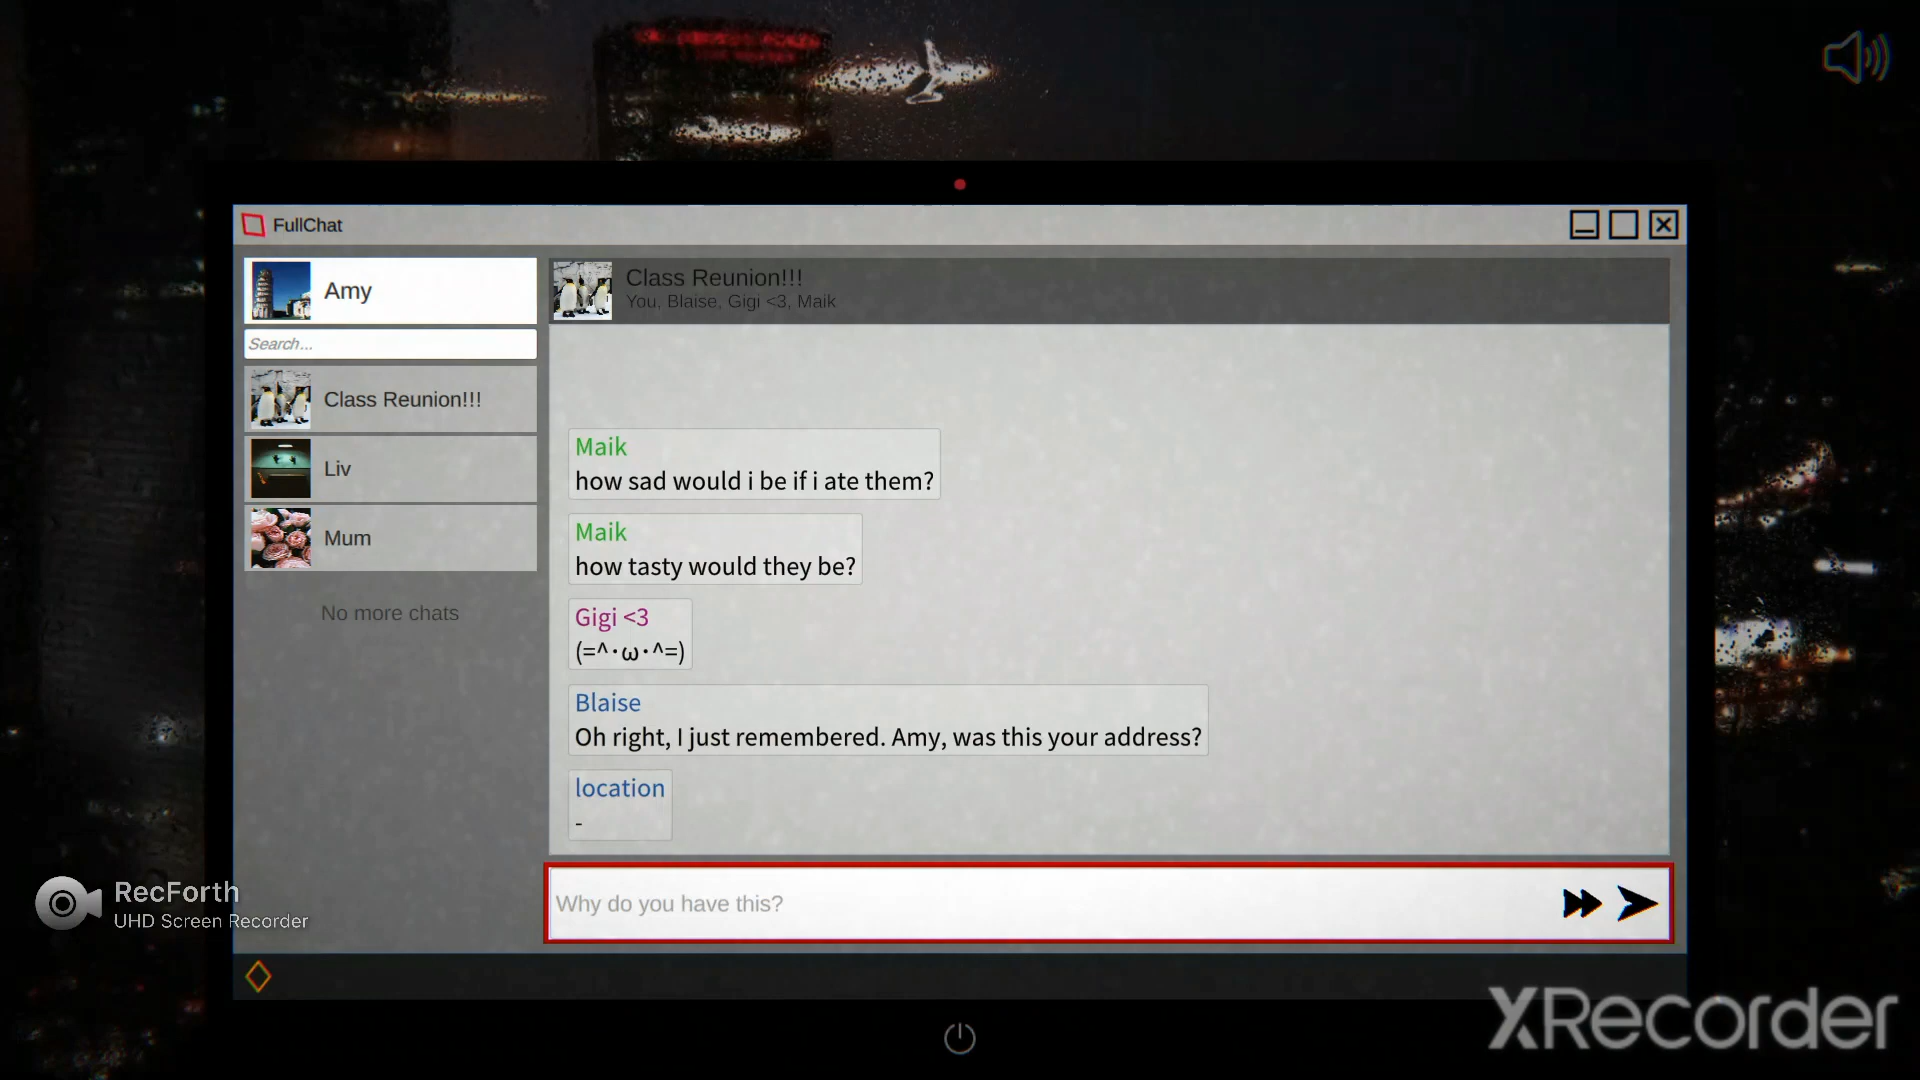 FullChat
Amy
Search...
Class Reunion!!!
Liv
Mum
No more chats
Class Reunion!!!
You, Blaise, Gigi <3, Maik
Maik
how sad would i be if i ate them?
Maik
how tasty would they be?
Gigi <3
(=^･ω･^=)
Blaise
Oh right, I just remembered. Amy, was this your address?
location
-
Why do you have this?
RecForth
UHD Screen Recorder
XRecorder